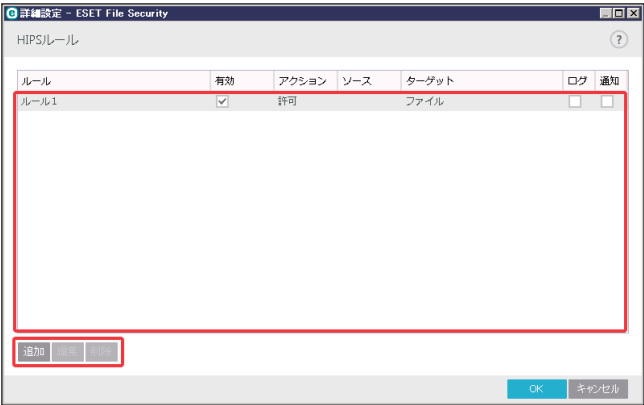 詳細設定 - ESET File Security
HIPSルール
?
ルール 有効 アクション ソース ターゲット ログ 通知
ルール1 許可 ファイル
追加 編集 削除
OK キャンセル